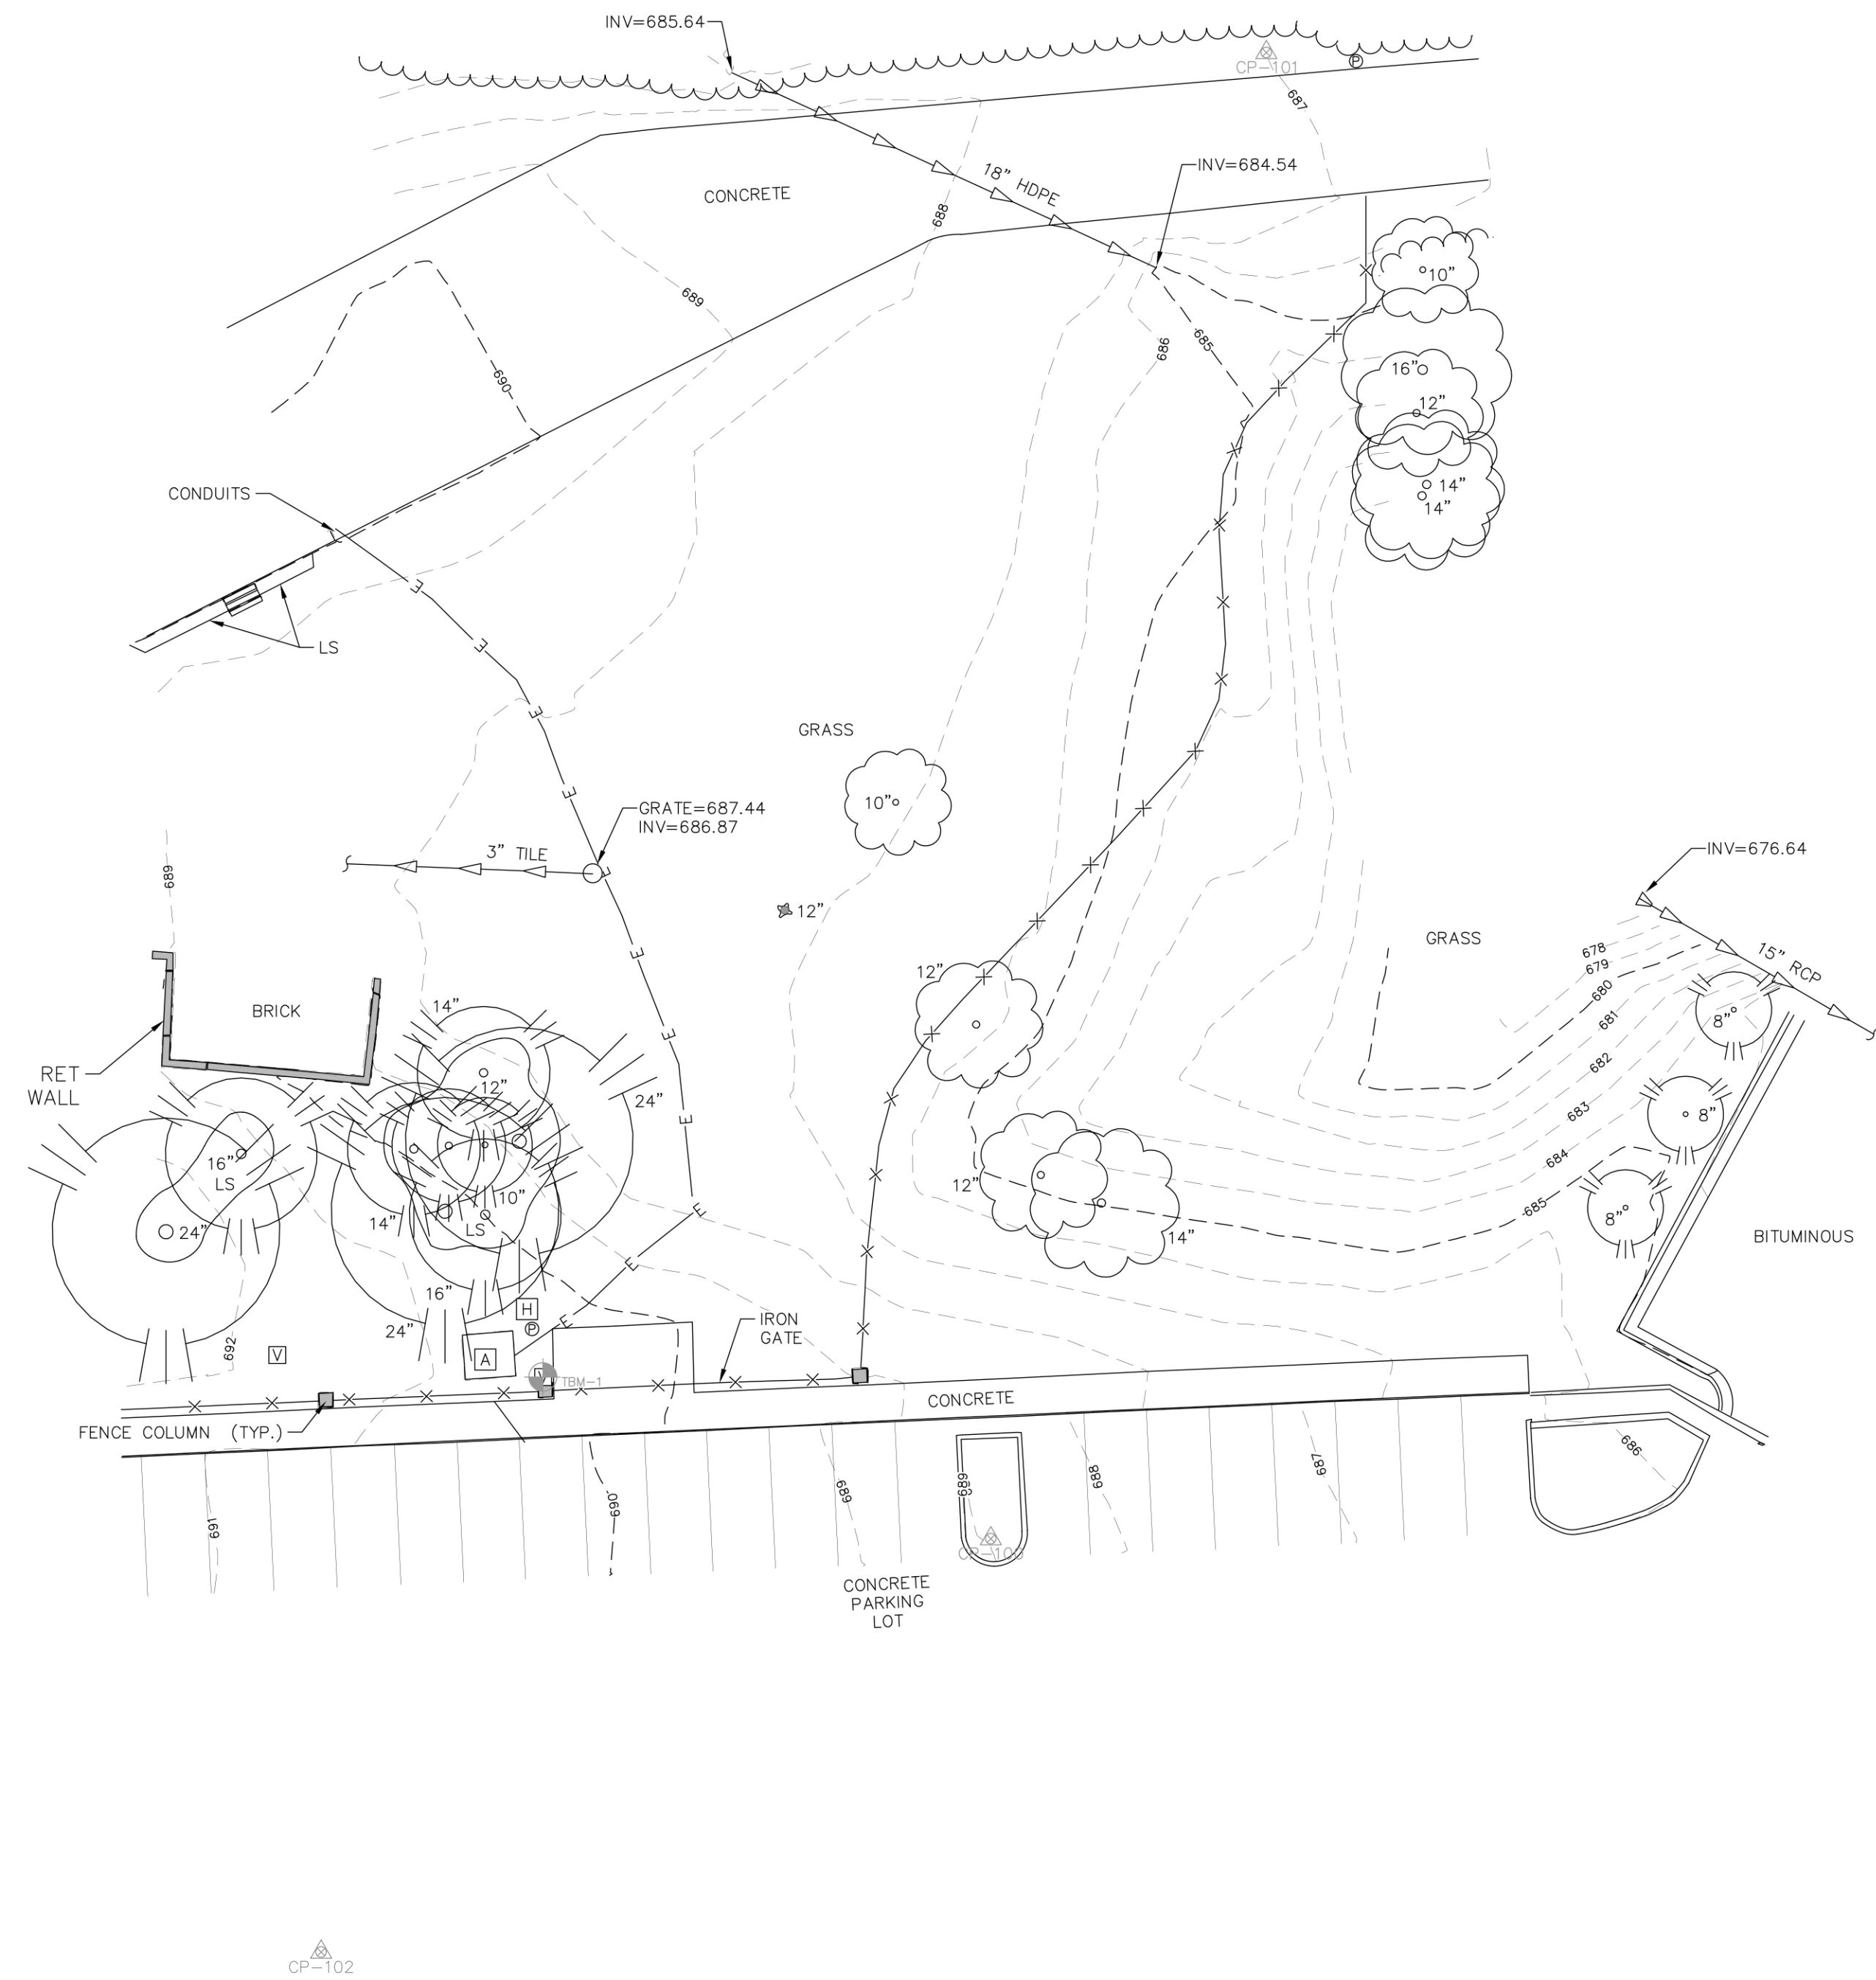 INV=685.64
CP-101
P
687
INV=684.54
18" HDPE
CONCRETE
688
10"
689
685
686
16"
12"
690
14"
14"
CONDUITS
E
E
LS
E
GRASS
E
10"
GRATE=687.44
INV=686.87
3" TILE
E
INV=676.64
689
12"
GRASS
678
679
15" RCP
680
E
12"
BRICK
14"
681
8"
E
682
RET
WALL
12"
24"
683
8"
E
684
16"
LS
12"
10"
685
E
24"
14"
LS
14"
8"
BITUMINOUS
E
16"
H
E
P
IRON
GATE
24"
692
V
A
TBM-1
CONCRETE
FENCE COLUMN (TYP.)
686
687
688
689
689
690
691
CP-100
CONCRETE
PARKING
LOT
CP-102